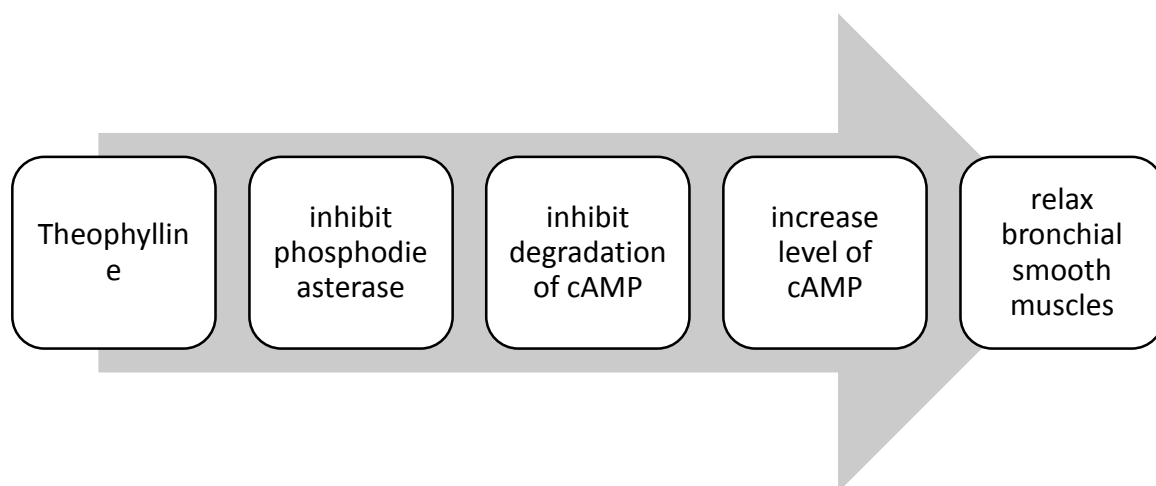 Theophyllin
e
inhibit
phosphodie
asterase
inhibit
degradation
of cAMP
increase
level of
cAMP
relax
bronchial
smooth
muscles